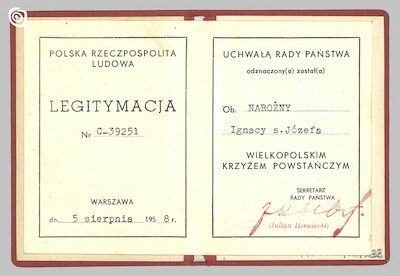 POLSKA RZECZPOSPOLITA
LUDOWA
LEGITYMACJA
Nr C-39251
WARSZAWA
dn. 5 sierpnia 1958 r.
UCHWAŁĄ RADY PAŃSTWA
odznaczony(a) został(a)
Ob. NAROŻNY
Ignacy s.Józefa
WIELKOPOLSKIM
KRZYŻEM POWSTAŃCZYM
SEKRETARZ
RADY PAŃSTWA
(Julian Horodecki)